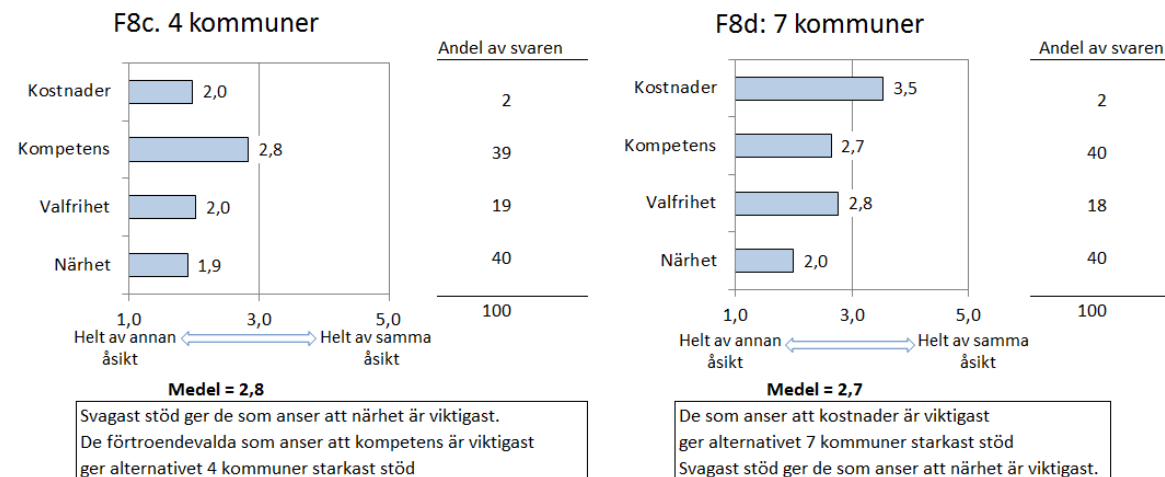 F8c. 4 kommuner
Andel av svaren
Kostnader 2,0 2
Kompetens 2,8 39
Valfrihet 2,0 19
Närhet 1,9 40
1,0 3,0 5,0 100
Helt av annan Helt av samma
åsikt åsikt
Medel = 2,8
Svagast stöd ger de som anser att närhet är viktigast.
De förtroendevalda som anser att kompetens är viktigast
ger alternativet 4 kommuner starkast stöd
F8d: 7 kommuner
Andel av svaren
Kostnader 3,5 2
Kompetens 2,7 40
Valfrihet 2,8 18
Närhet 2,0 40
1,0 3,0 5,0 100
Helt av annan Helt av samma
åsikt åsikt
Medel = 2,7
De som anser att kostnader är viktigast
ger alternativet 7 kommuner starkast stöd
Svagast stöd ger de som anser att närhet är viktigast.